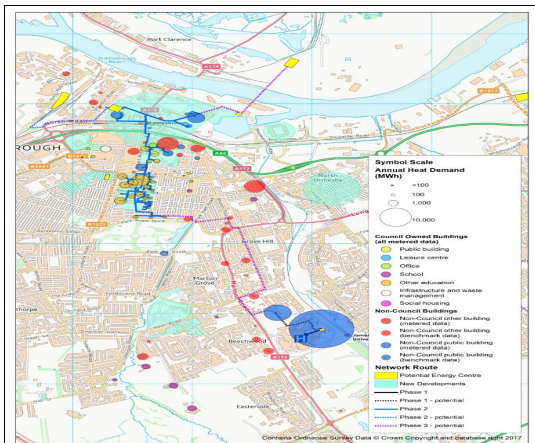 Port Clarence
A178
ROUGH
A66
North Ormesby
Grove Hill
Marton Grove
Beechwood
A172
Easterside
H
Symbol Scale
Annual Heat Demand
(MWh)
<100
100
1,000
10,000
Council Owned Buildings
(all metered data)
Public building
Leisure centre
Office
School
Other education
Infrastructure and waste
management
Social housing
Non-Council Buildings
Non-Council other building
(metered data)
Non-Council other building
(benchmark data)
Non-Council public building
(metered data)
Non-Council public building
(benchmark data)
Network Route
Potential Energy Centre
New Developments
Phase 1
Phase 1 - potential
Phase 2
Phase 2 - potential
Phase 3 - potential
Contains Ordnance Survey Data © Crown Copyright and database right 2017